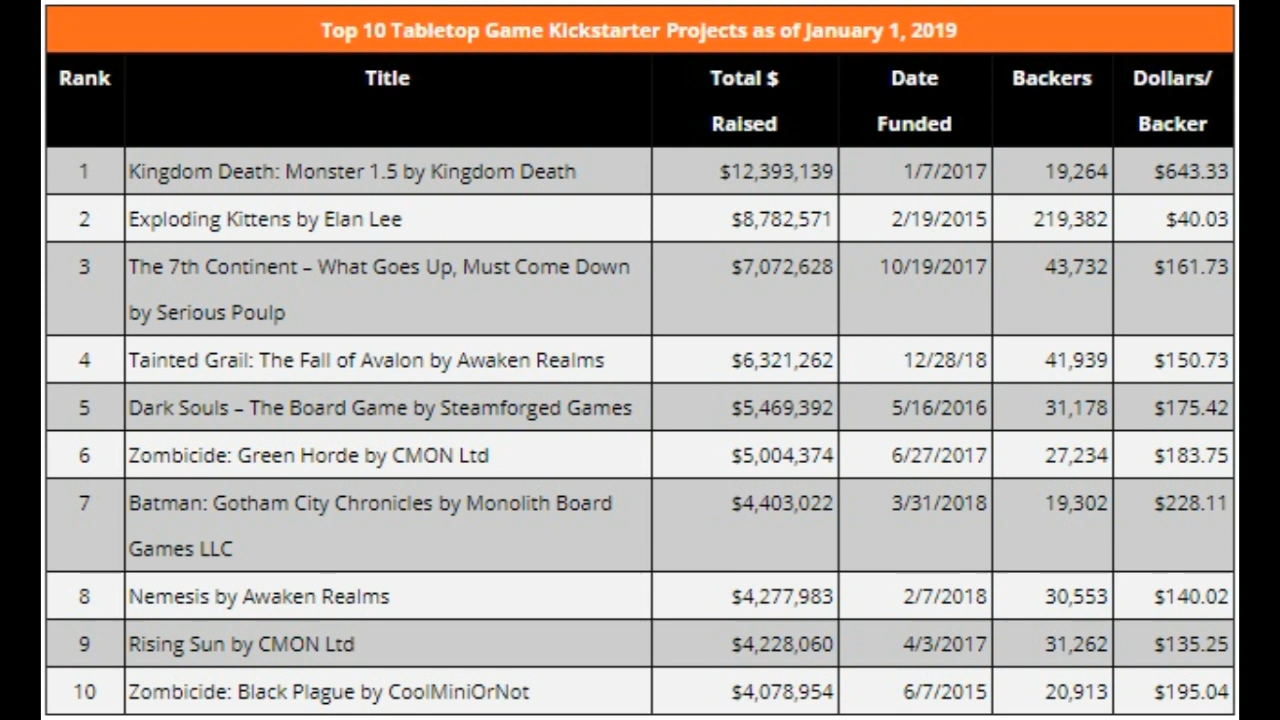 Top 10 Tabletop Game Kickstarter Projects as of January 1, 2019
Rank Title Total $ Raised Date Funded Backers Dollars/ Backer
1 Kingdom Death: Monster 1.5 by Kingdom Death $12,393,139 1/7/2017 19,264 $643.33
2 Exploding Kittens by Elan Lee $8,782,571 2/19/2015 219,382 $40.03
3 The 7th Continent – What Goes Up, Must Come Down $7,072,628 10/19/2017 43,732 $161.73
by Serious Poulp
4 Tainted Grail: The Fall of Avalon by Awaken Realms $6,321,262 12/28/18 41,939 $150.73
5 Dark Souls – The Board Game by Steamforged Games $5,469,392 5/16/2016 31,178 $175.42
6 Zombicide: Green Horde by CMON Ltd $5,004,374 6/27/2017 27,234 $183.75
7 Batman: Gotham City Chronicles by Monolith Board $4,403,022 3/31/2018 19,302 $228.11
Games LLC
8 Nemesis by Awaken Realms $4,277,983 2/7/2018 30,553 $140.02
9 Rising Sun by CMON Ltd $4,228,060 4/3/2017 31,262 $135.25
10 Zombicide: Black Plague by CoolMiniOrNot $4,078,954 6/7/2015 20,913 $195.04